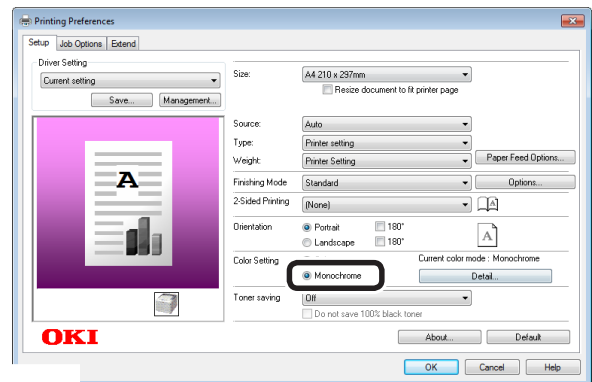 Printing Preferences
Setup Job Options Extend
Driver Setting
Current setting
Save... Management...
Size: A4 210 x 297mm
Resize document to fit printer page
Source: Auto
Type: Printer setting
Weight: Printer Setting Paper Feed Options...
Finishing Mode Standard Options...
2-Sided Printing (None) A
Orientation Portrait 180°
Landscape 180°
A
Color Setting Current color mode : Monochrome
Monochrome Detail...
Toner saving Off
Do not save 100% black toner
A
OKI
About... Default
OK Cancel Help